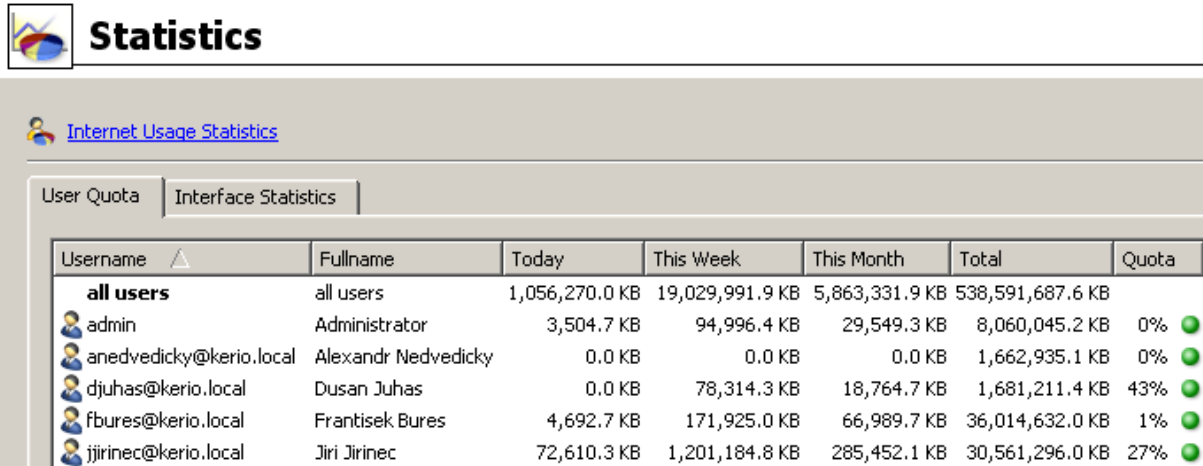 Statistics
Internet Usage Statistics
User Quota Interface Statistics
Username Fullname Today This Week This Month Total Quota
all users all users 1,056,270.0 KB 19,029,991.9 KB 5,863,331.9 KB 538,591,687.6 KB
admin Administrator 3,504.7 KB 94,996.4 KB 29,549.3 KB 8,060,045.2 KB 0%
anedvedicky@kerio.local Alexandr Nedvedicky 0.0 KB 0.0 KB 0.0 KB 1,662,935.1 KB 0%
djuhas@kerio.local Dusan Juhas 0.0 KB 78,314.3 KB 18,764.7 KB 1,681,211.4 KB 43%
fbures@kerio.local Frantisek Bures 4,692.7 KB 171,925.0 KB 66,989.7 KB 36,014,632.0 KB 1%
jjirinec@kerio.local Jiri Jirinec 72,610.3 KB 1,201,184.8 KB 285,452.1 KB 30,561,296.0 KB 27%